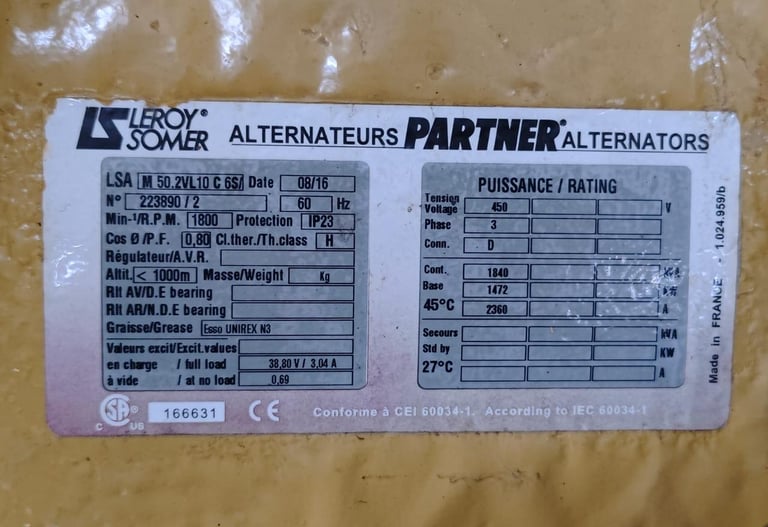 LS LEROY® SOMER ALTERNATEURS PARTNER® ALTERNATORS
LSA M 50.2VL10 C 6S/ Date 08/16
N° 223890 / 2 60 Hz
Min-¹/R.P.M. 1800 Protection IP23
Cos Ø /P.F. 0,80 Cl.ther./Th.class H
Régulateur/A.V.R.
Altit. < 1000m Masse/Weight Kg
Rlt AV/D.E bearing
Rlt AR/N.D.E bearing
Graisse/Grease Esso UNIREX N3
Valeurs excit/Excit.values
en charge / full load 38,80 V / 3,04 A
à vide / at no load 0,69
PUISSANCE / RATING
Tension
Voltage 450 V
Phase 3
Conn. D
Cont. 1840 kVA
Base 1472 kW
45°C 2360 A
Secours kVA
Std by KW
27°C A
Made in FRANCE - 1.024.959/b
SA C US 166631 CE Conforme à CEI 60034-1. According to IEC 60034-1